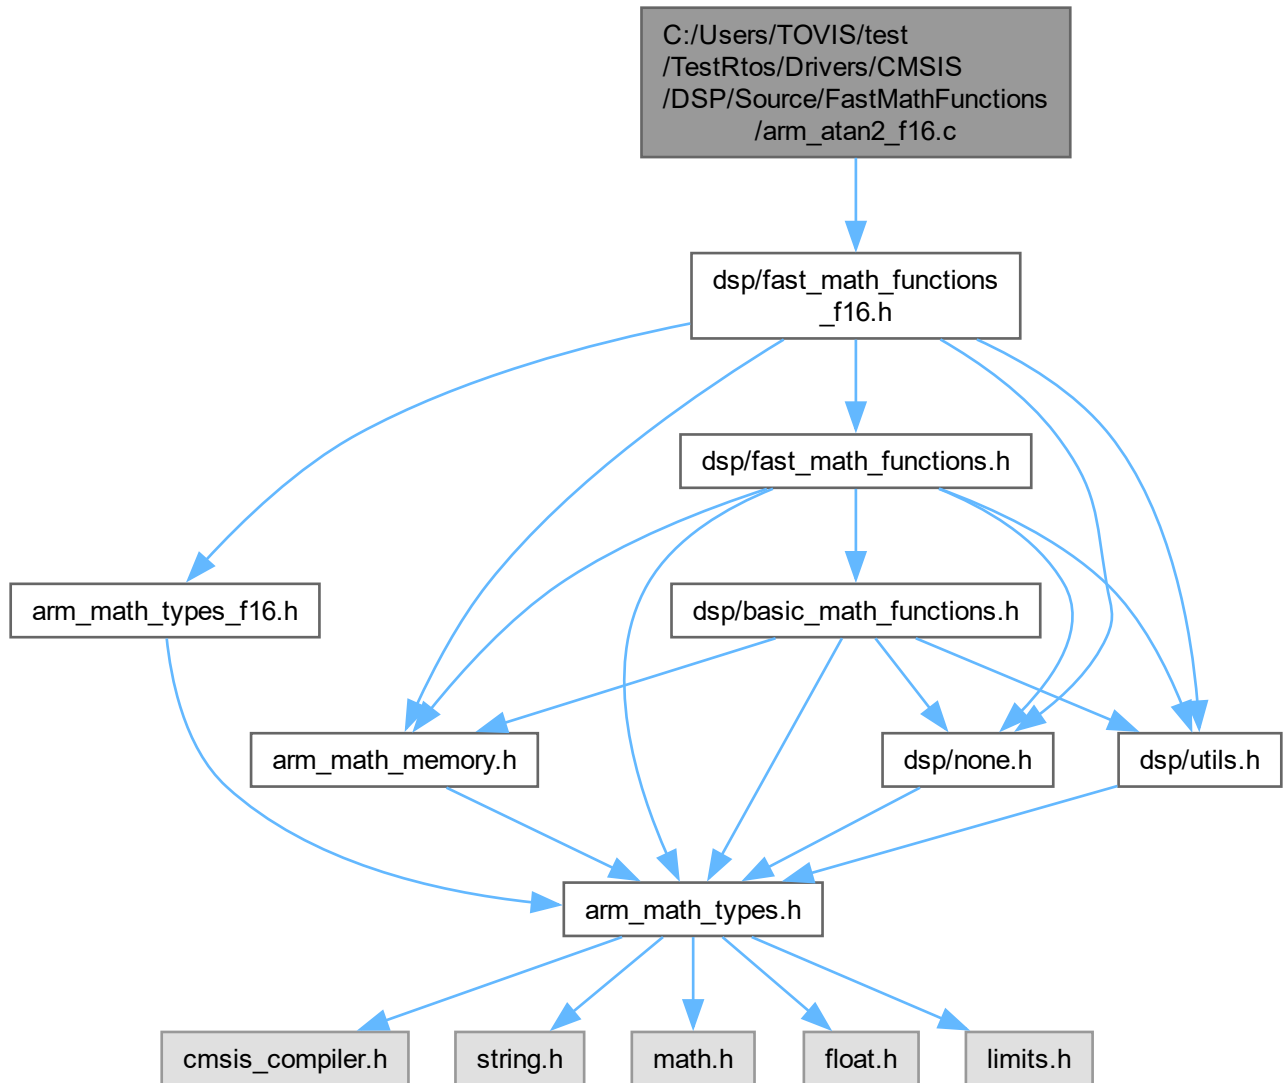 C:/Users/TOVIS/test
/TestRtos/Drivers/CMSIS
/DSP/Source/FastMathFunctions
/arm_atan2_f16.c
dsp/fast_math_functions
_f16.h
dsp/fast_math_functions.h
arm_math_types_f16.h
dsp/basic_math_functions.h
arm_math_memory.h
dsp/none.h
dsp/utils.h
arm_math_types.h
cmsis_compiler.h
string.h
math.h
float.h
limits.h